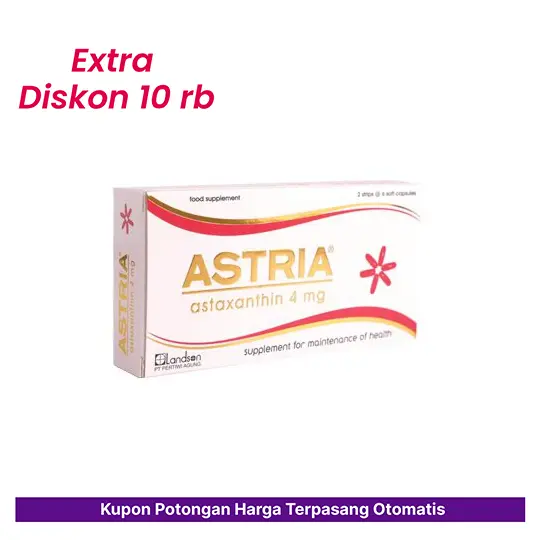 Extra
Diskon 10 rb
food supplement
2 strips @ 6 soft capsules
ASTRIA®
astaxanthin 4 mg
supplement for maintenance of health
Landson
PT PERTIWI AGUNG
ASTRIA
astaxanthin 4 mg
Kupon Potongan Harga Terpasang Otomatis